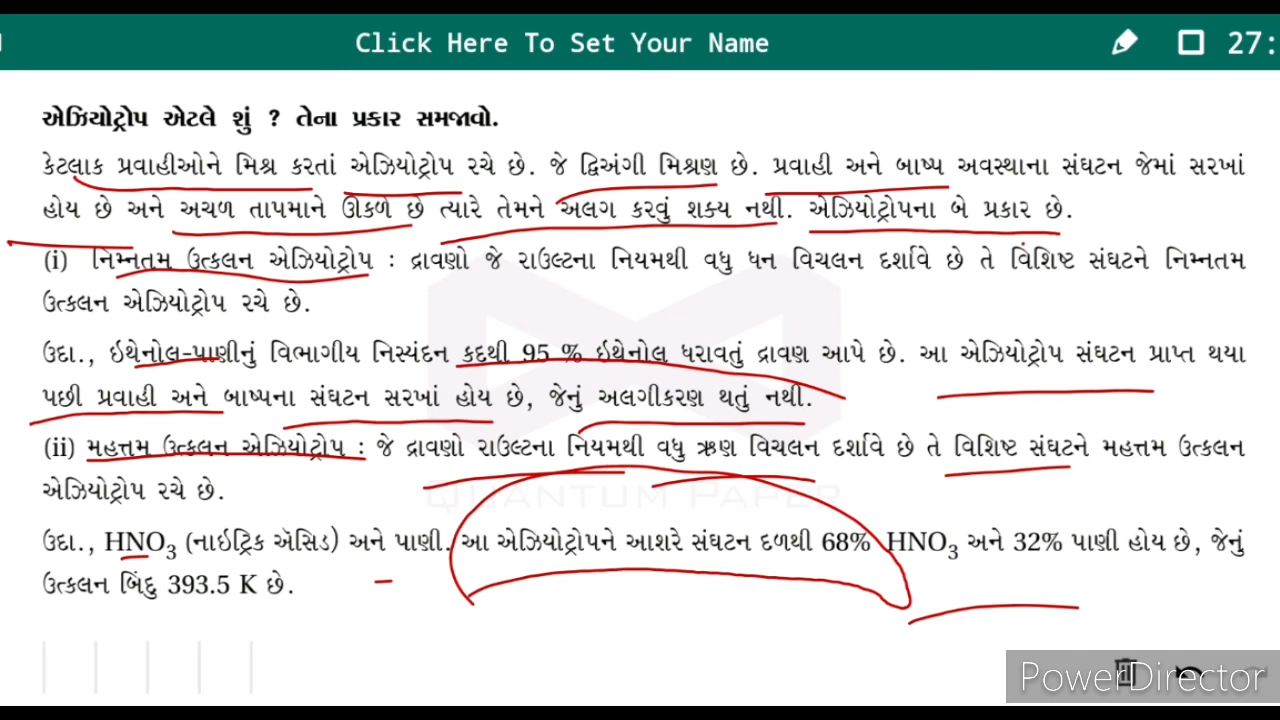 Click Here To Set Your Name
27:
એઝિયોટ્રોપ એટલે શું ? તેના પ્રકાર સમજાવો.
કેટલાક પ્રવાહીઓને મિશ્ર કરતાં એઝિયોટ્રોપ રચે છે. જે દ્વિઅંગી મિશ્રણ છે. પ્રવાહી અને બાષ્પ અવસ્થાના સંઘટન જેમાં સરખાં
હોય છે અને અચળ તાપમાને ઊકળે છે ત્યારે તેમને અલગ કરવું શક્ય નથી. એઝિયોટ્રોપના બે પ્રકાર છે.
(i) નિમ્નતમ ઉત્કલન એઝિયોટ્રોપ : દ્રાવણો જે રાઉલ્ટના નિયમથી વધુ ધન વિચલન દર્શાવે છે તે વિશિષ્ટ સંઘટને નિમ્નતમ
ઉત્કલન એઝિયોટ્રોપ રચે છે.
ઉદા., ઇથેનોલ-પાણીનું વિભાગીય નિસ્યંદન કદથી 95 % ઇથેનોલ ધરાવતું દ્રાવણ આપે છે. આ એઝિયોટ્રોપ સંઘટન પ્રાપ્ત થયા
પછી પ્રવાહી અને બાષ્પના સંઘટન સરખાં હોય છે, જેનું અલગીકરણ થતું નથી.
(ii) મહત્તમ ઉત્કલન એઝિયોટ્રોપ : જે દ્રાવણો રાઉલ્ટના નિયમથી વધુ ઋણ વિચલન દર્શાવે છે તે વિશિષ્ટ સંઘટને મહત્તમ ઉત્કલન
એઝિયોટ્રોપ રચે છે.
QUANTUM PAPER
ઉદા., HNO₃ (નાઇટ્રિક ઍસિડ) અને પાણી. આ એઝિયોટ્રોપને આશરે સંઘટન દળથી 68% HNO₃ અને 32% પાણી હોય છે, જેનું
ઉત્કલન બિંદુ 393.5 K છે.
PowerDirector